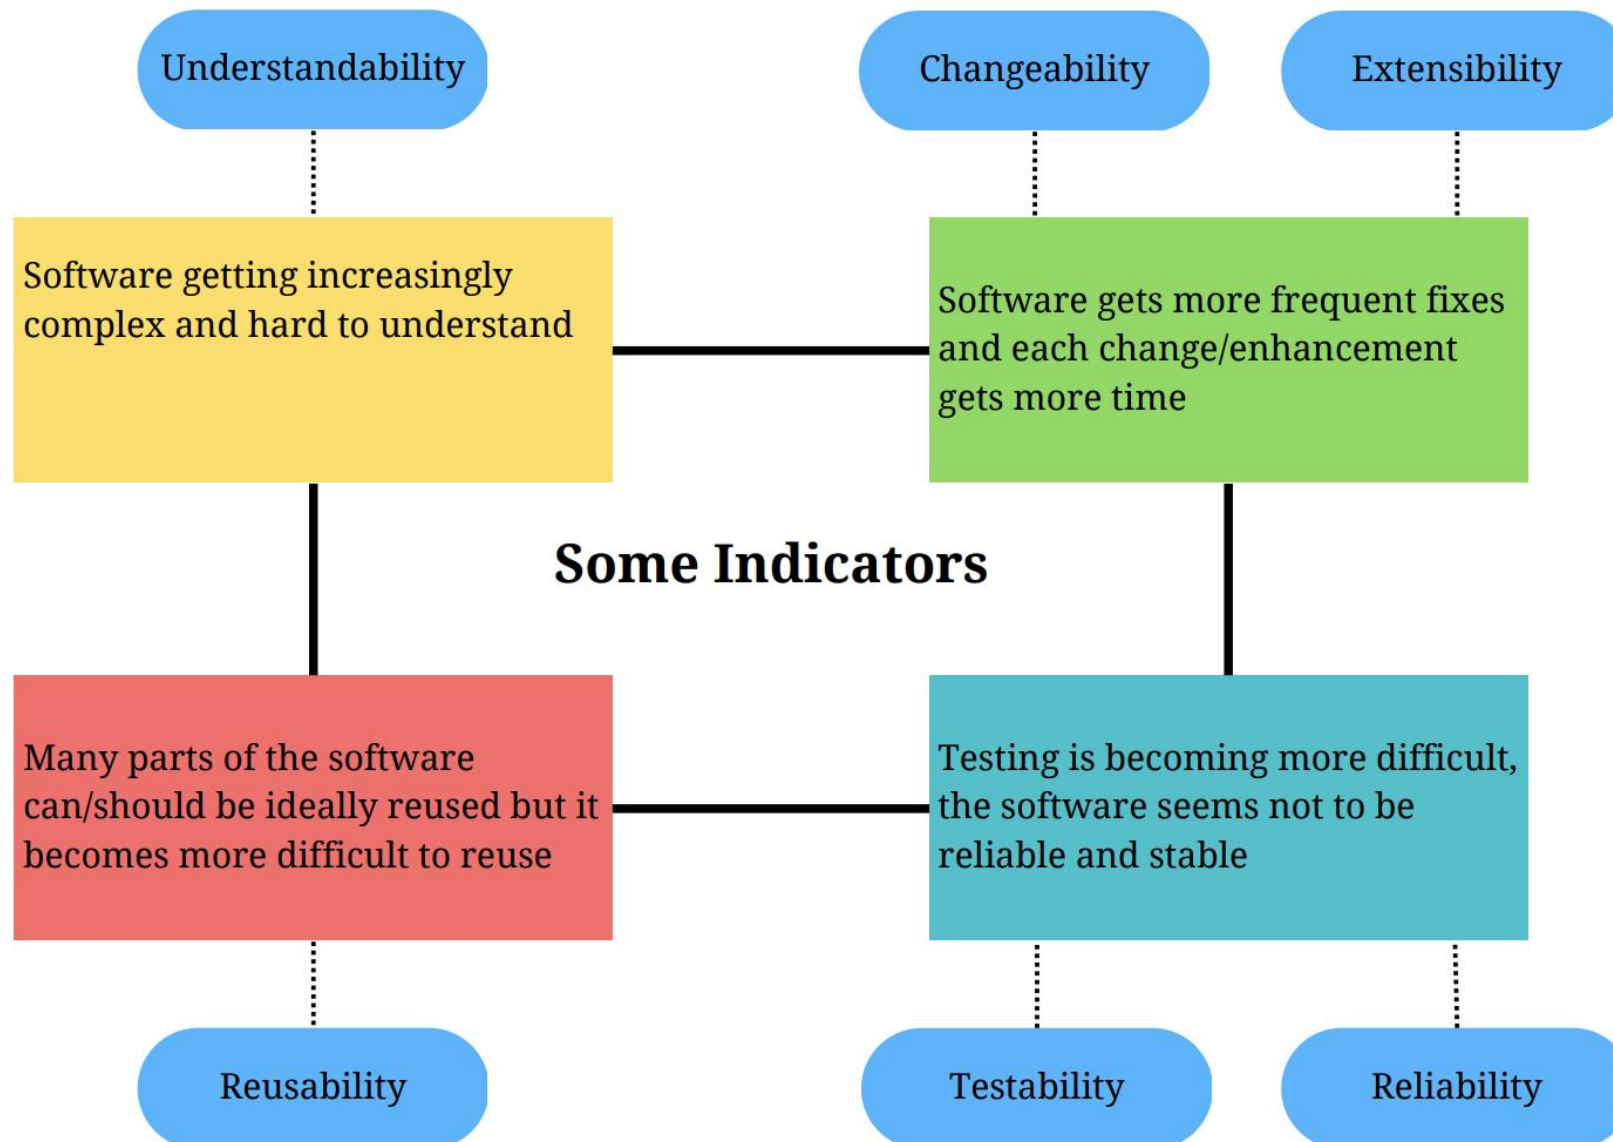 Understandability
Changeability
Extensibility
Software getting increasingly
complex and hard to understand
Software gets more frequent fixes
and each change/enhancement
gets more time
Some Indicators
Many parts of the software
can/should be ideally reused but it
becomes more difficult to reuse
Testing is becoming more difficult,
the software seems not to be
reliable and stable
Reusability
Testability
Reliability